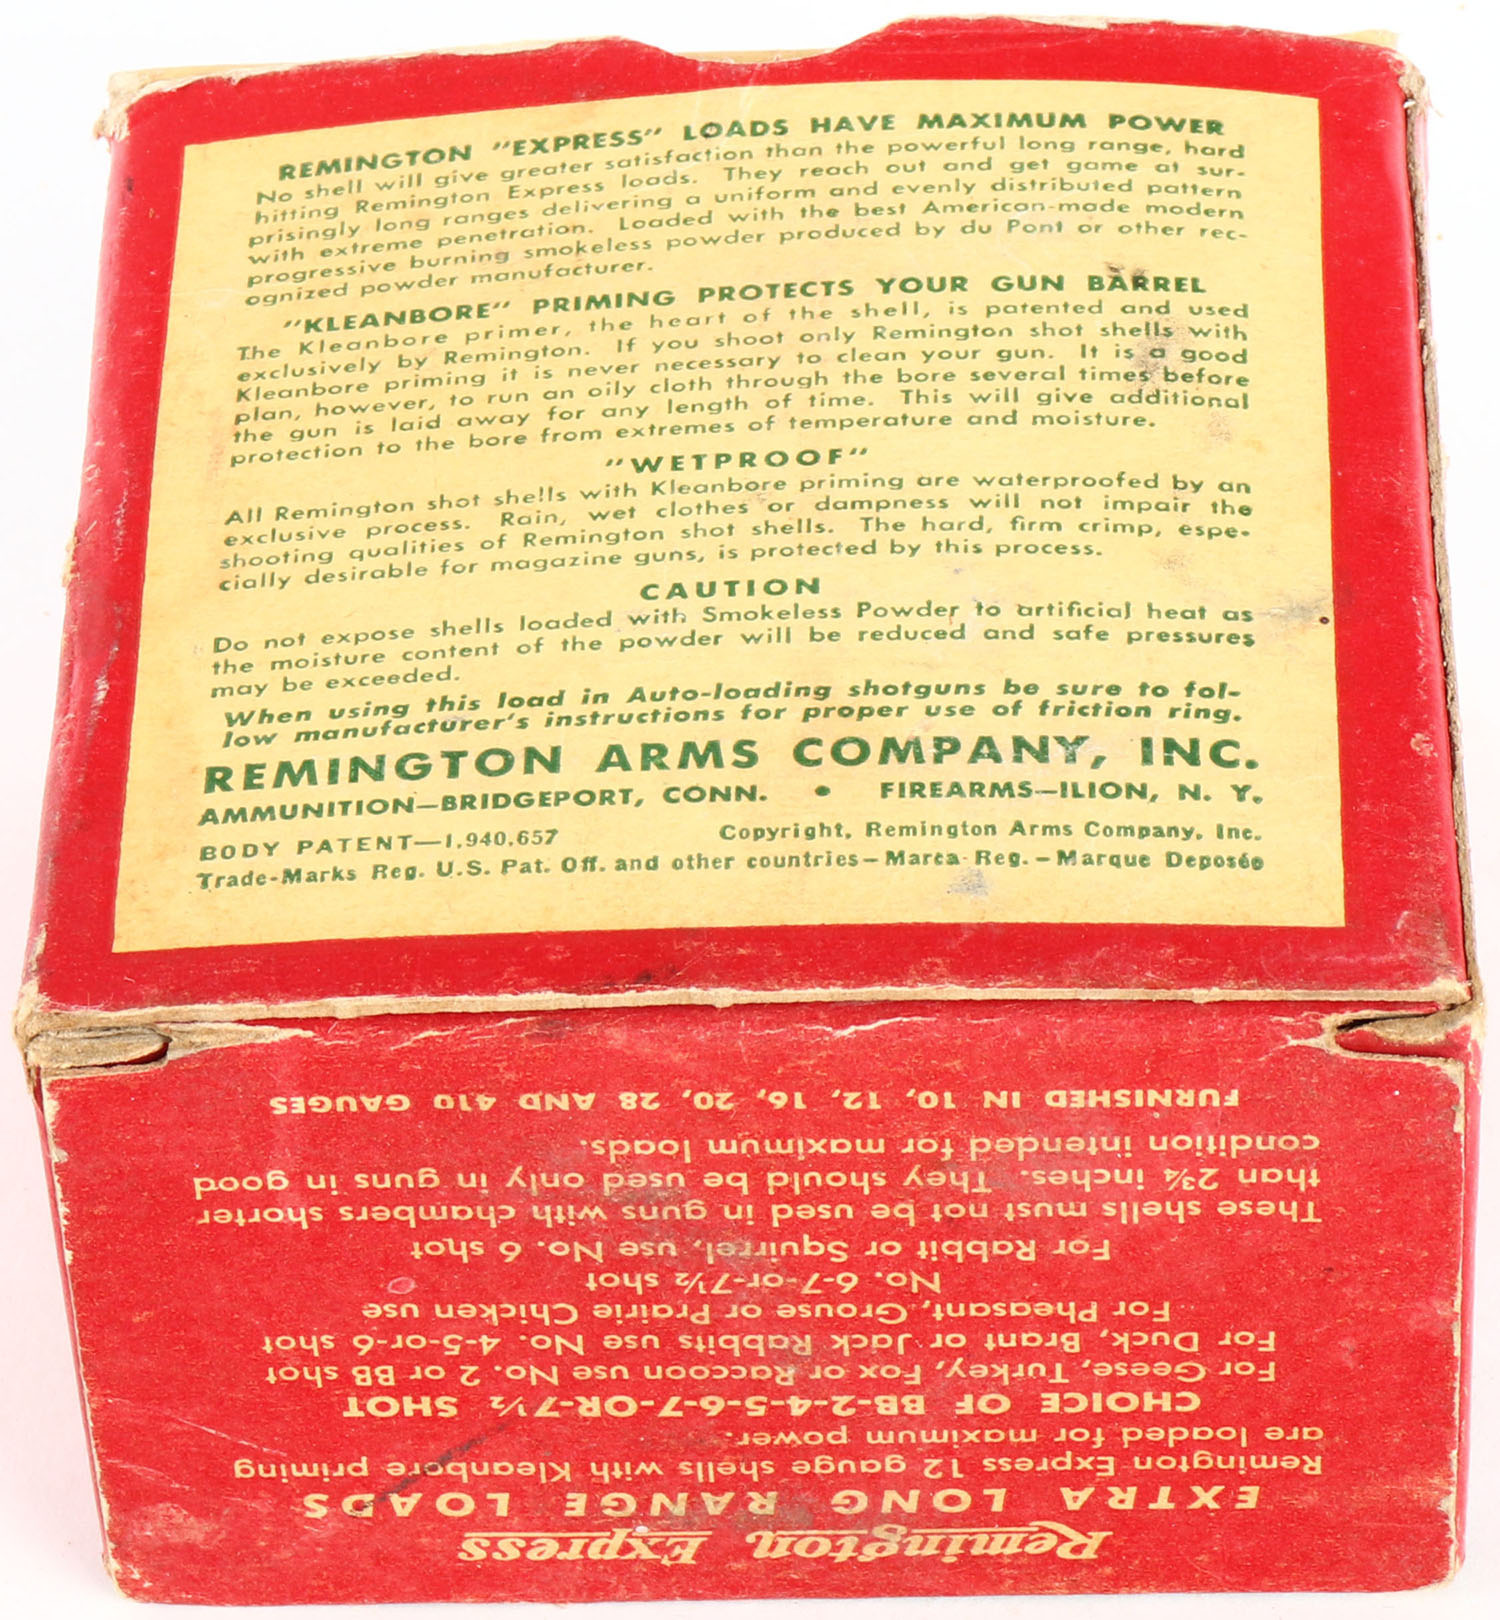 REMINGTON "EXPRESS" LOADS HAVE MAXIMUM POWER
No shell will give greater satisfaction than the powerful long range, hard
hitting Remington Express loads. They reach out and get game at sur-
prisingly long ranges delivering a uniform and evenly distributed pattern
with extreme penetration. Loaded with the best American-made modern
progressive burning smokeless powder produced by du Pont or other rec-
ognized powder manufacturer.
"KLEANBORE" PRIMING PROTECTS YOUR GUN BARREL
The Kleanbore primer, the heart of the shell, is patented and used
exclusively by Remington. If you shoot only Remington shot shells with
Kleanbore priming it is never necessary to clean your gun. It is a good
plan, however, to run an oily cloth through the bore several times before
the gun is laid away for any length of time. This will give additional
protection to the bore from extremes of temperature and moisture.
"WETPROOF"
All Remington shot shells with Kleanbore priming are waterproofed by an
exclusive process. Rain, wet clothes or dampness will not impair the
shooting qualities of Remington shot shells. The hard, firm crimp, espe-
cially desirable for magazine guns, is protected by this process.
CAUTION
Do not expose shells loaded with Smokeless Powder to artificial heat as
the moisture content of the powder will be reduced and safe pressures
may be exceeded.
When using this load in Auto-loading shotguns be sure to fol-
low manufacturer's instructions for proper use of friction ring.
REMINGTON ARMS COMPANY, INC.
AMMUNITION—BRIDGEPORT, CONN. • FIREARMS—ILION, N. Y.
BODY PATENT—1,940,657 Copyright, Remington Arms Company, Inc.
Trade-Marks Reg. U.S. Pat. Off. and other countries—Marca Reg.—Marque Deposée
Remington Express
EXTRA LONG RANGE LOADS
Remington Express 12 gauge shells with Kleanbore priming
are loaded for maximum power.
CHOICE OF BB-2-4-5-6-7-OR-7½ SHOT
For Geese, Turkey, Fox or Raccoon use No. 2 or BB shot
For Duck, Brant or Jack Rabbits use No. 4-5-or-6 shot
For Pheasant, Grouse or Prairie Chicken use
No. 6-7-or-7½ shot
For Rabbit or Squirrel, use No. 6 shot
These shells must not be used in guns with chambers shorter
than 2¾ inches. They should be used only in guns in good
condition intended for maximum loads.
FURNISHED IN 10, 12, 16, 20, 28 AND 410 GAUGES